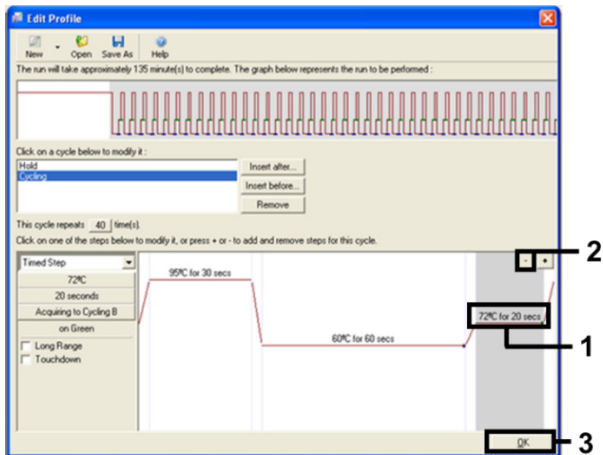 Edit Profile
New Open Save As Help
The run will take approximately 135 minute(s) to complete. The graph below represents the run to be performed :
Click on a cycle below to modify it :
Hold
Cycling
Insert after...
Insert before...
Remove
This cycle repeats 40 time(s).
Click on one of the steps below to modify it, or press + or - to add and remove steps for this cycle.
Timed Step
72ºC
20 seconds
Acquiring to Cycling B
on Green
Long Range
Touchdown
95ºC for 30 secs
60ºC for 60 secs
72ºC for 20 secs
- +
2
1
OK
3